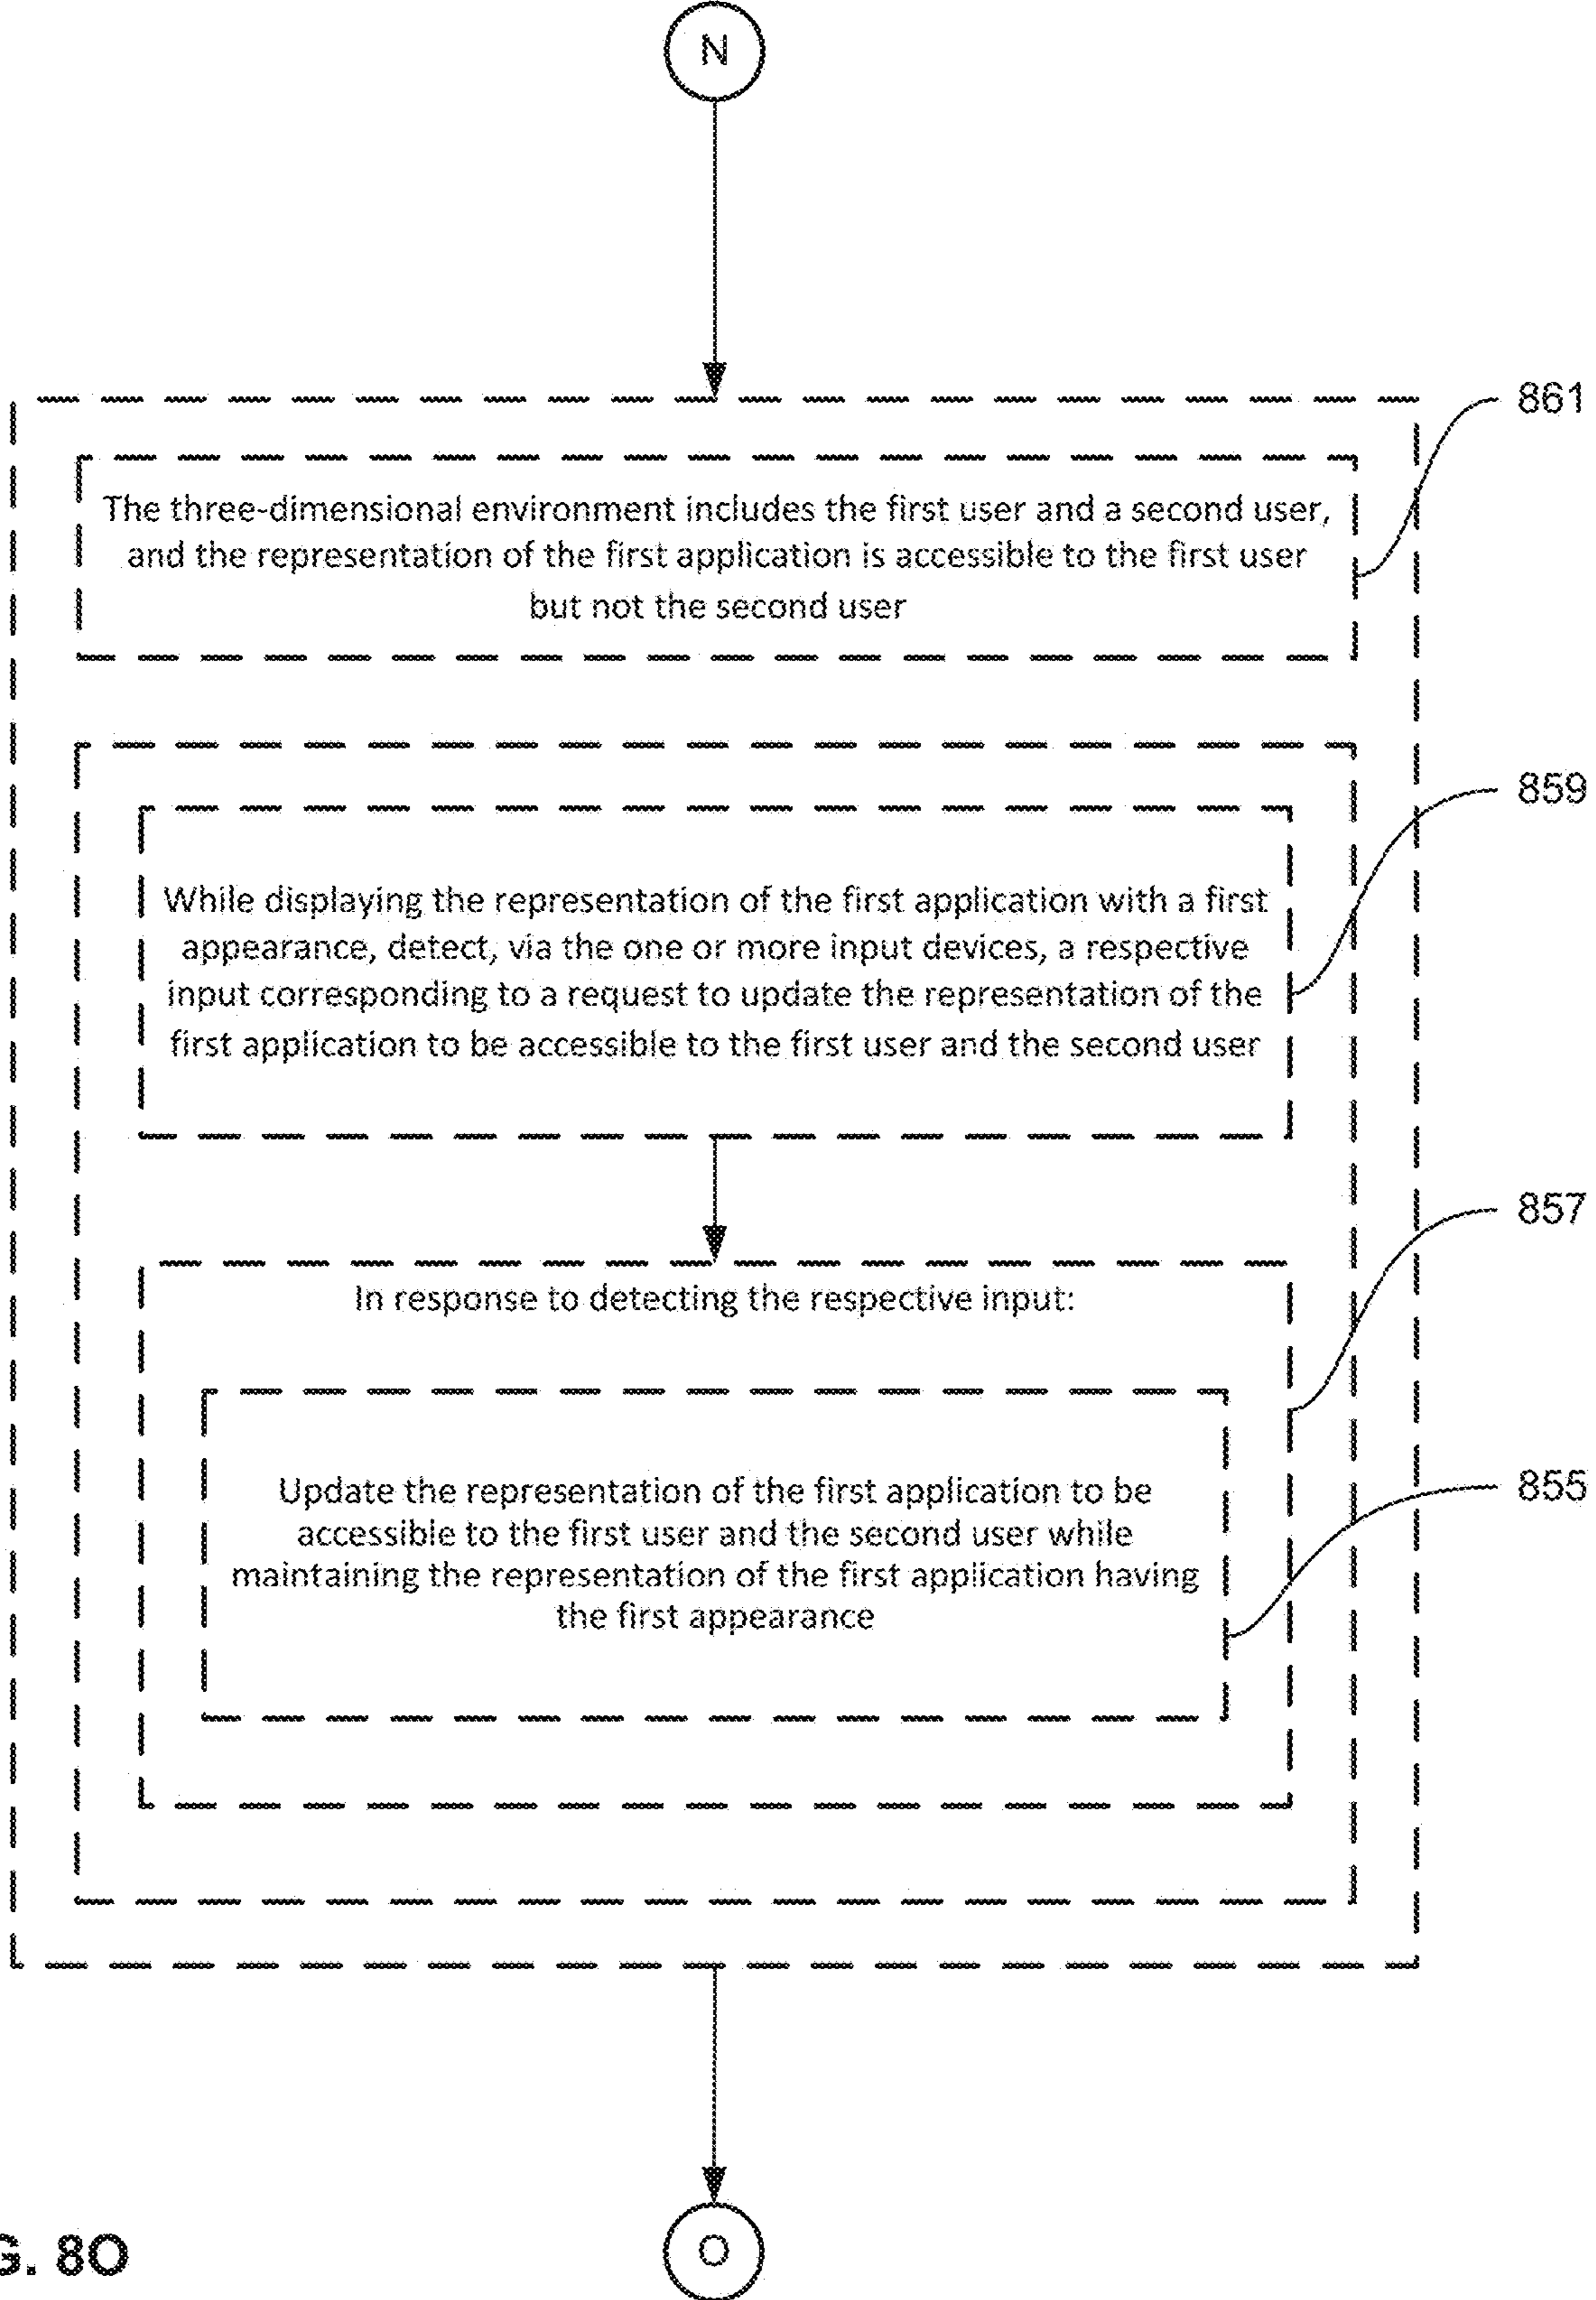 N
861
The three-dimensional environment includes the first user and a second user,
and the representation of the first application is accessible to the first user
but not the second user
859
While displaying the representation of the first application with a first
appearance, detect, via the one or more input devices, a respective
input corresponding to a request to update the representation of the
first application to be accessible to the first user and the second user
857
In response to detecting the respective input:
855
Update the representation of the first application to be
accessible to the first user and the second user while
maintaining the representation of the first application having
the first appearance
G. 8O
O